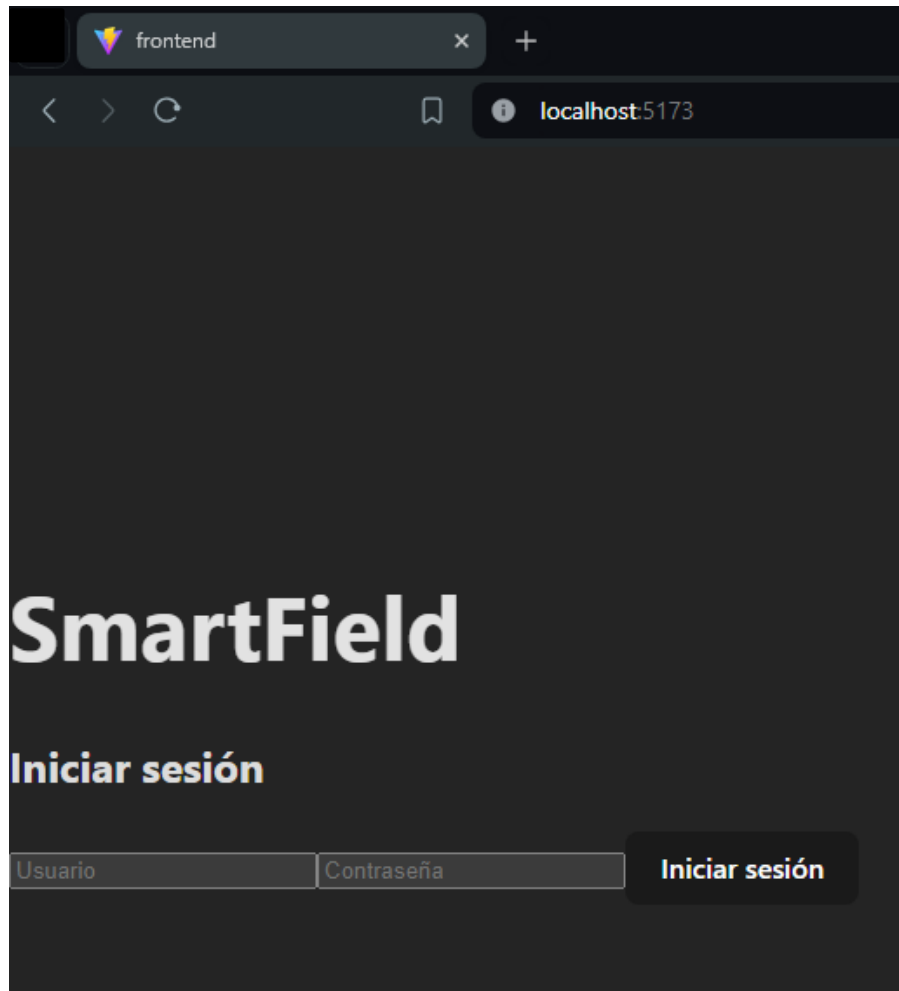 frontend
localhost:5173
SmartField
Iniciar sesión
Usuario Contraseña Iniciar sesión